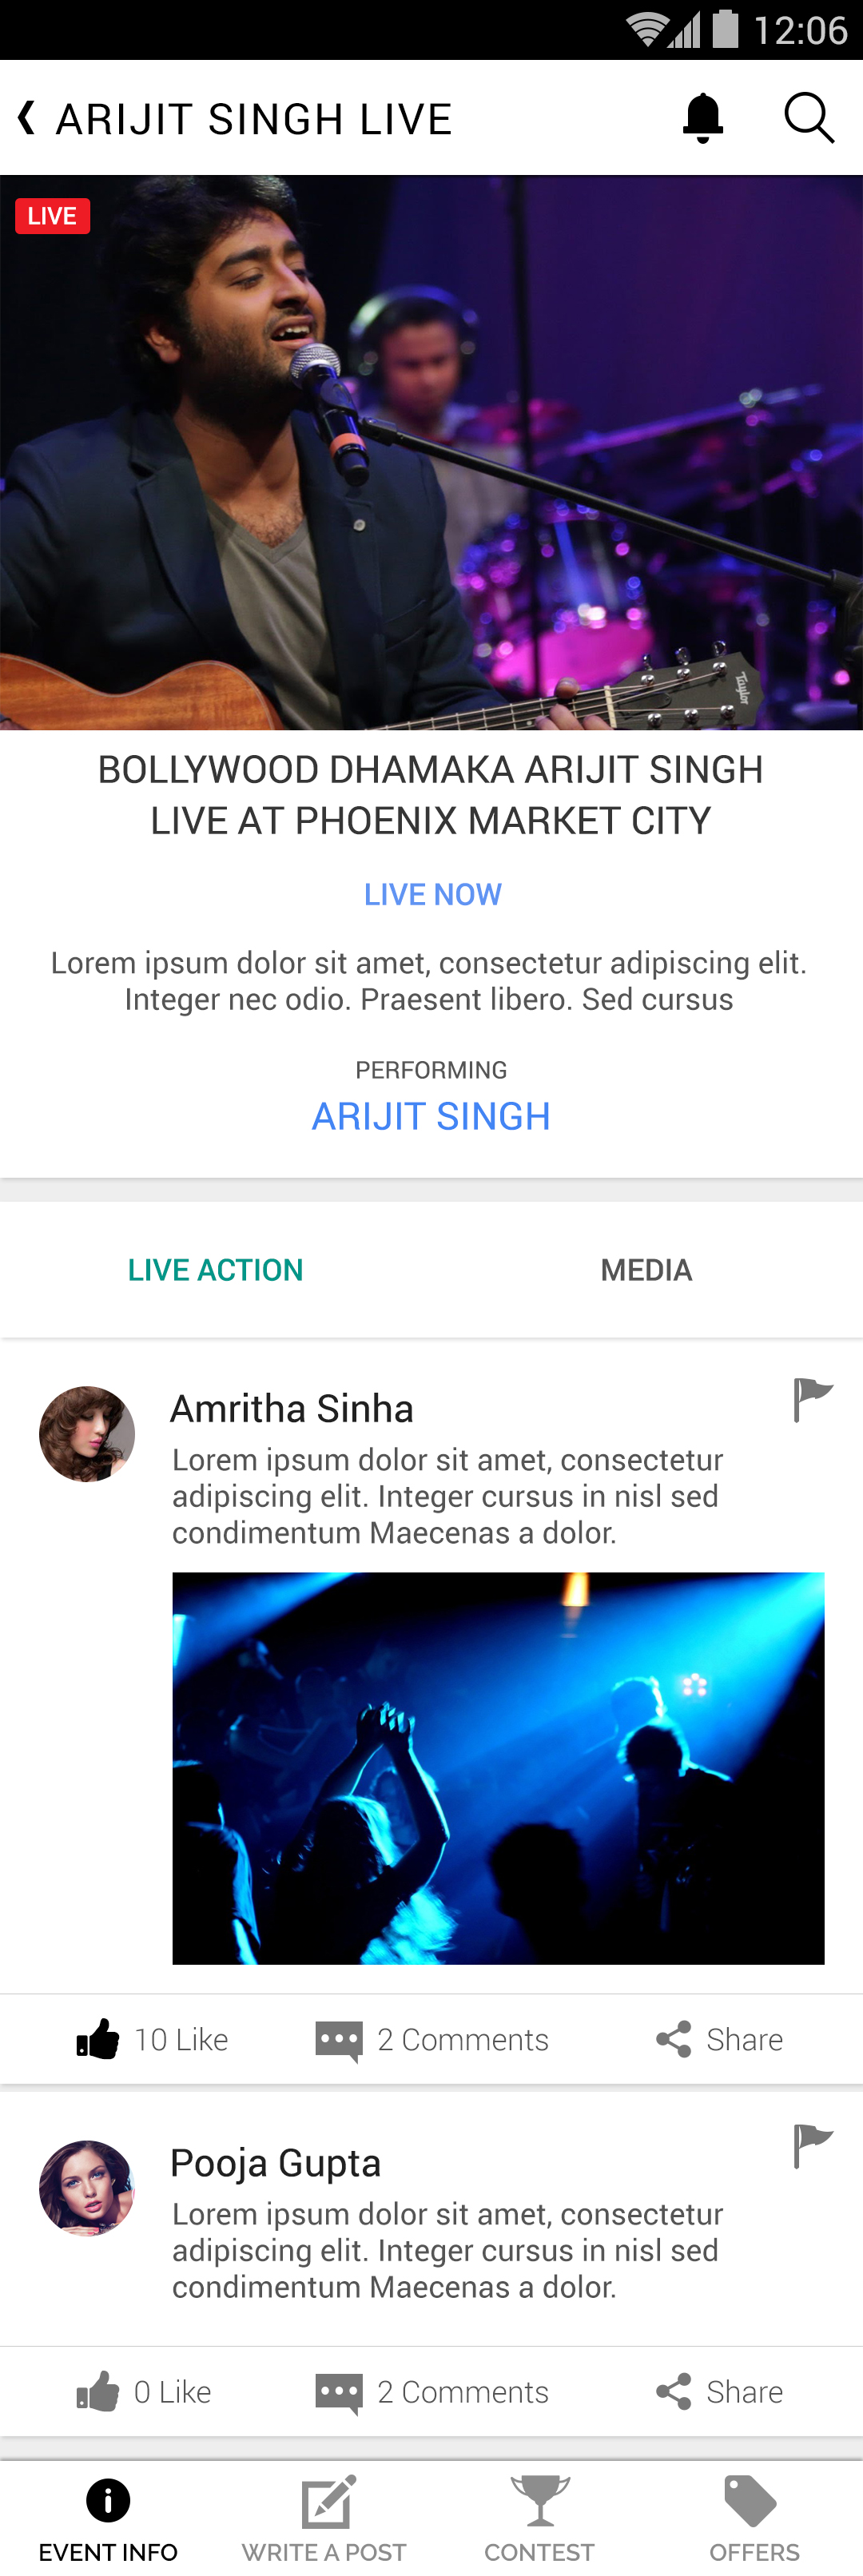 12:06
ARIJIT SINGH LIVE
LIVE
Taylor
BOLLYWOOD DHAMAKA ARIJIT SINGH
LIVE AT PHOENIX MARKET CITY
LIVE NOW
Lorem ipsum dolor sit amet, consectetur adipiscing elit.
Integer nec odio. Praesent libero. Sed cursus
PERFORMING
ARIJIT SINGH
LIVE ACTION MEDIA
Amritha Sinha
Lorem ipsum dolor sit amet, consectetur
adipiscing elit. Integer cursus in nisl sed
condimentum Maecenas a dolor.
10 Like 2 Comments Share
Pooja Gupta
Lorem ipsum dolor sit amet, consectetur
adipiscing elit. Integer cursus in nisl sed
condimentum Maecenas a dolor.
0 Like 2 Comments Share
EVENT INFO WRITE A POST CONTEST OFFERS